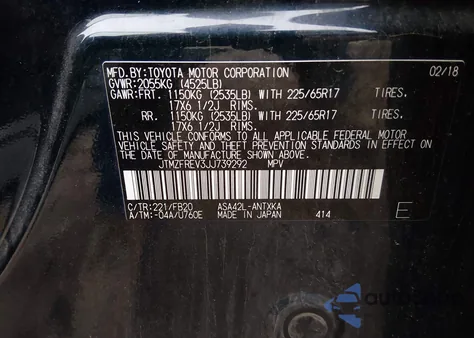 MFD.BY:TOYOTA MOTOR CORPORATION 02/18
GVWR:2055KG (4525LB)
GAWR:FRT. 1150KG (2535LB) WITH 225/65R17 TIRES.
17X6 1/2J RIMS.
RR. 1150KG (2535LB) WITH 225/65R17 TIRES.
17X6 1/2J RIMS.
THIS VEHICLE CONFORMS TO ALL APPLICABLE FEDERAL MOTOR
VEHICLE SAFETY AND THEFT PREVENTION STANDARDS IN EFFECT
ON THE DATE OF MANUFACTURE SHOWN ABOVE.
JTMZFREV3JJ739292 MPV
C/TR:221/FB20 ASA42L-ANTXKA
A/TM:-04A/U760E MADE IN JAPAN 414 E